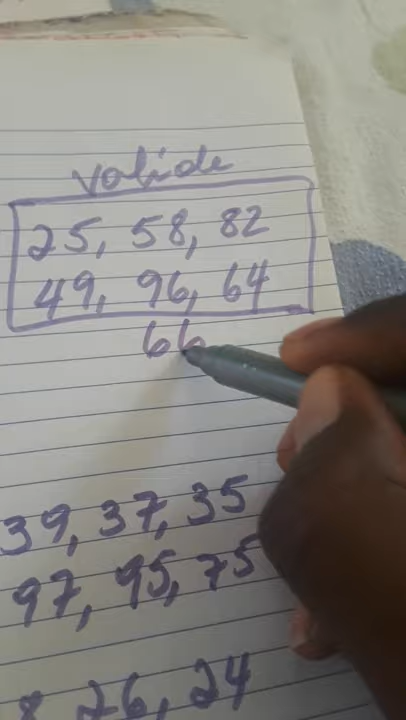 valide
25, 58, 82
49, 96, 64
66
39, 37, 35
97, 95, 75
26, 24